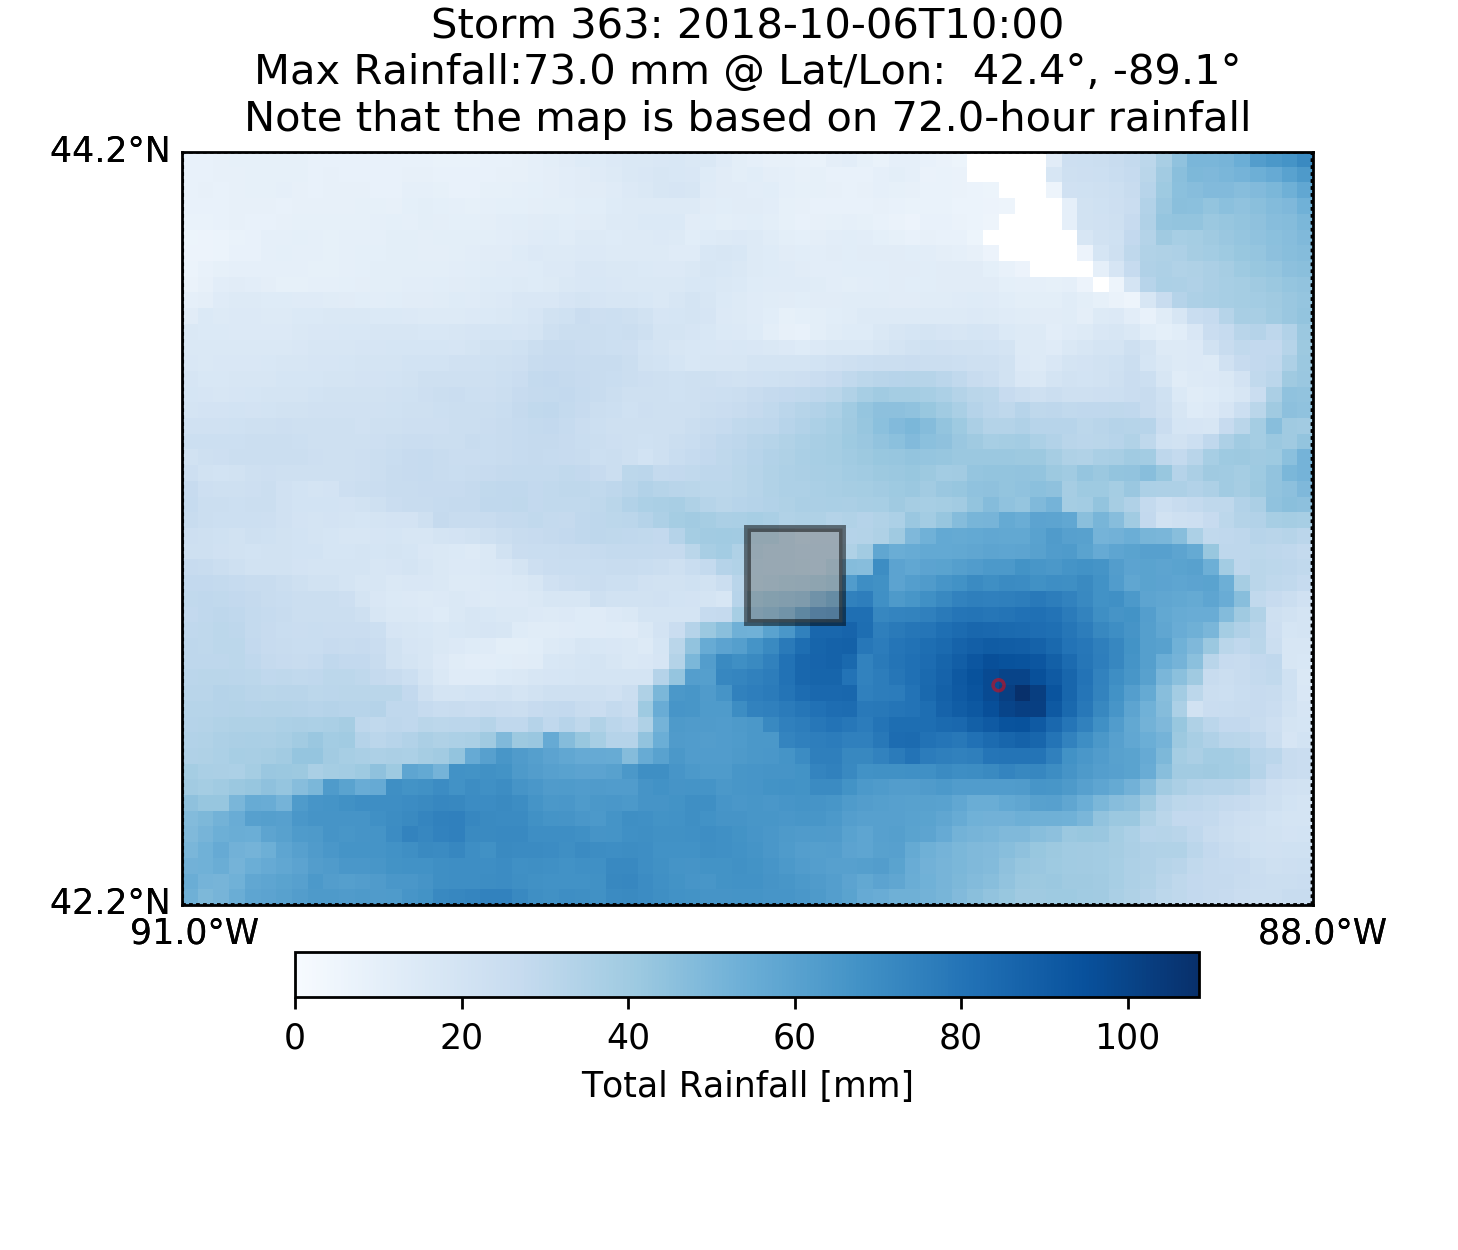 Storm 363: 2018-10-06T10:00
Max Rainfall:73.0 mm @ Lat/Lon:  42.4°, -89.1°
Note that the map is based on 72.0-hour rainfall
44.2°N
42.2°N
91.0°W 88.0°W
0 20 40 60 80 100
Total Rainfall [mm]